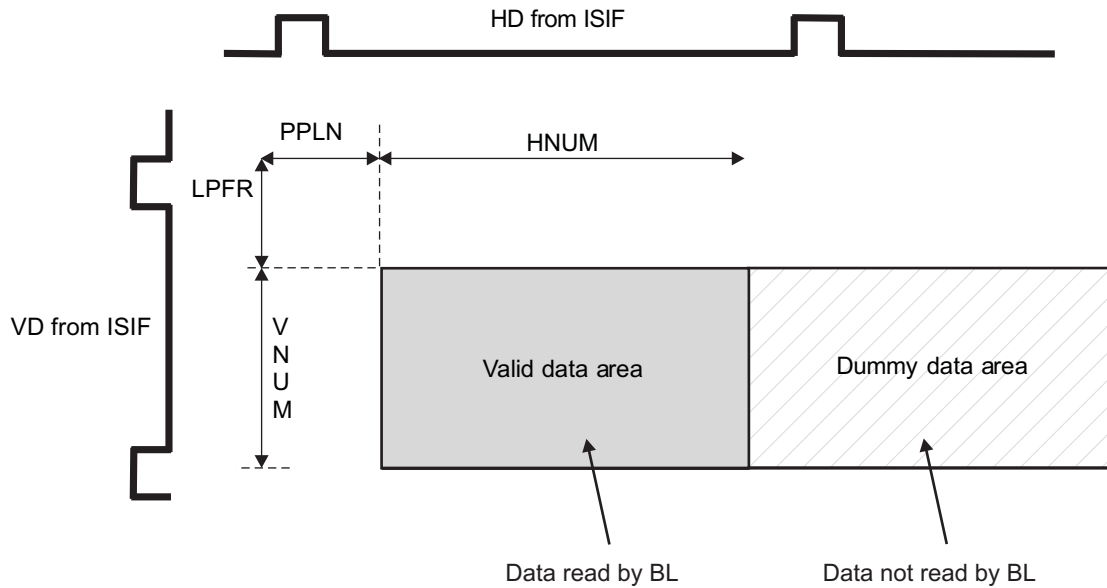 HD from ISIF
PPLN
HNUM
LPFR
VD from ISIF
V
N
U
M
Valid data area
Dummy data area
Data read by BL
Data not read by BL